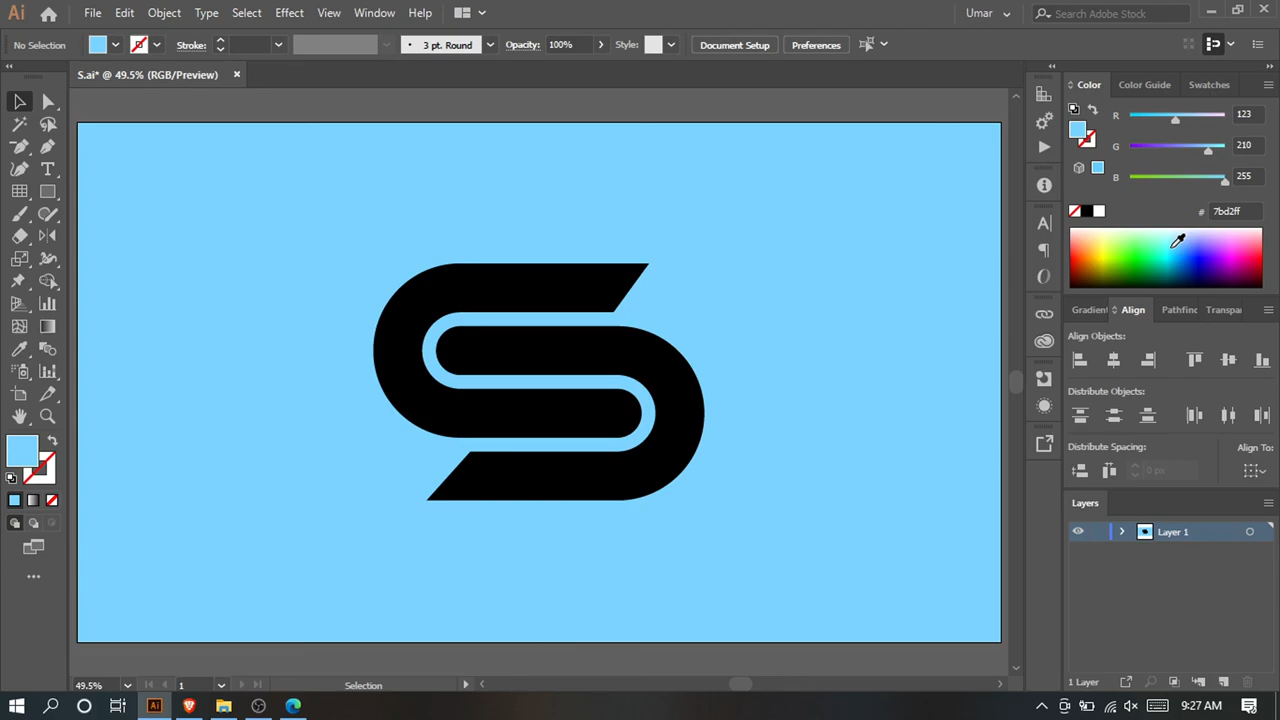 Ai File Edit Object Type Select Effect View Window Help Umar Search Adobe Stock
No Selection Stroke: 3 pt. Round Opacity: 100% Style: Document Setup Preferences
S.ai* @ 49.5% (RGB/Preview) ×
Color Color Guide Swatches
R 123
G 210
B 255
# 7bd2ff
Gradien Align Pathfinc Transpa
Align Objects:
Distribute Objects:
Distribute Spacing: Align To:
0 px
Layers
Layer 1
1 Layer
49.5% 1 Selection
Ai 9:27 AM